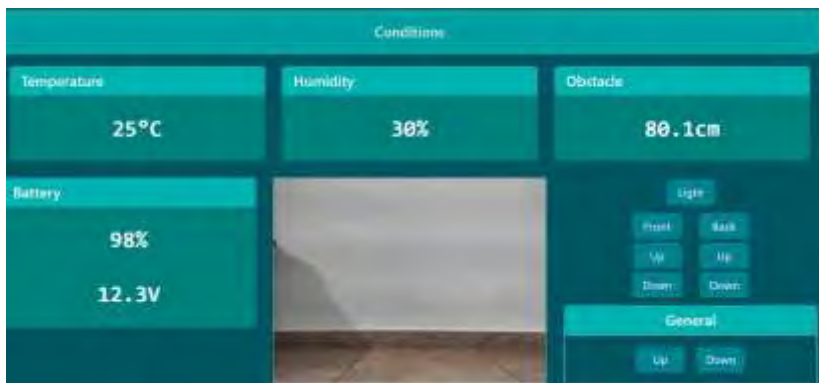 Conditions
Temperature
25°C
Humidity
30%
Obstacle
80.1cm
Battery
98%
12.3V
Light
Front Back
Up Up
Down Down
General
Up Down